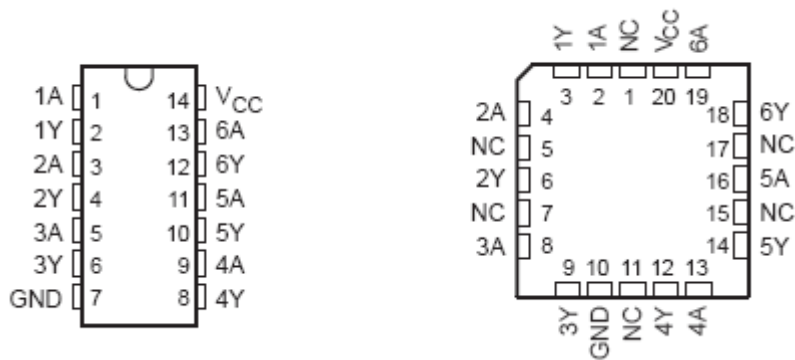 1A 1 14 VCC
1Y 2 13 6A
2A 3 12 6Y
2Y 4 11 5A
3A 5 10 5Y
3Y 6 9 4A
GND 7 8 4Y
1Y 1A NC VCC 6A
3 2 1 20 19
2A 4 18 6Y
NC 5 17 NC
2Y 6 16 5A
NC 7 15 NC
3A 8 14 5Y
9 10 11 12 13
3Y GND NC 4Y 4A